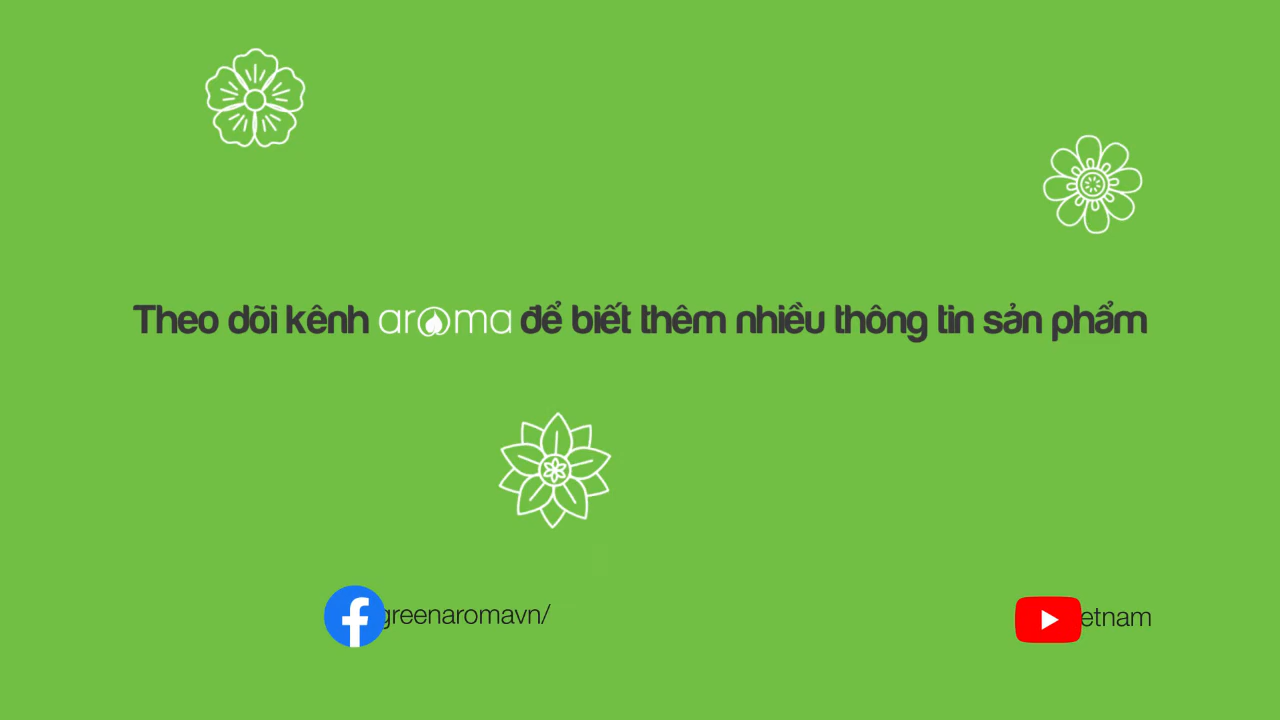 Theo dõi kênh aroma để biết thêm nhiều thông tin sản phẩm
greenaromavn/
etnam